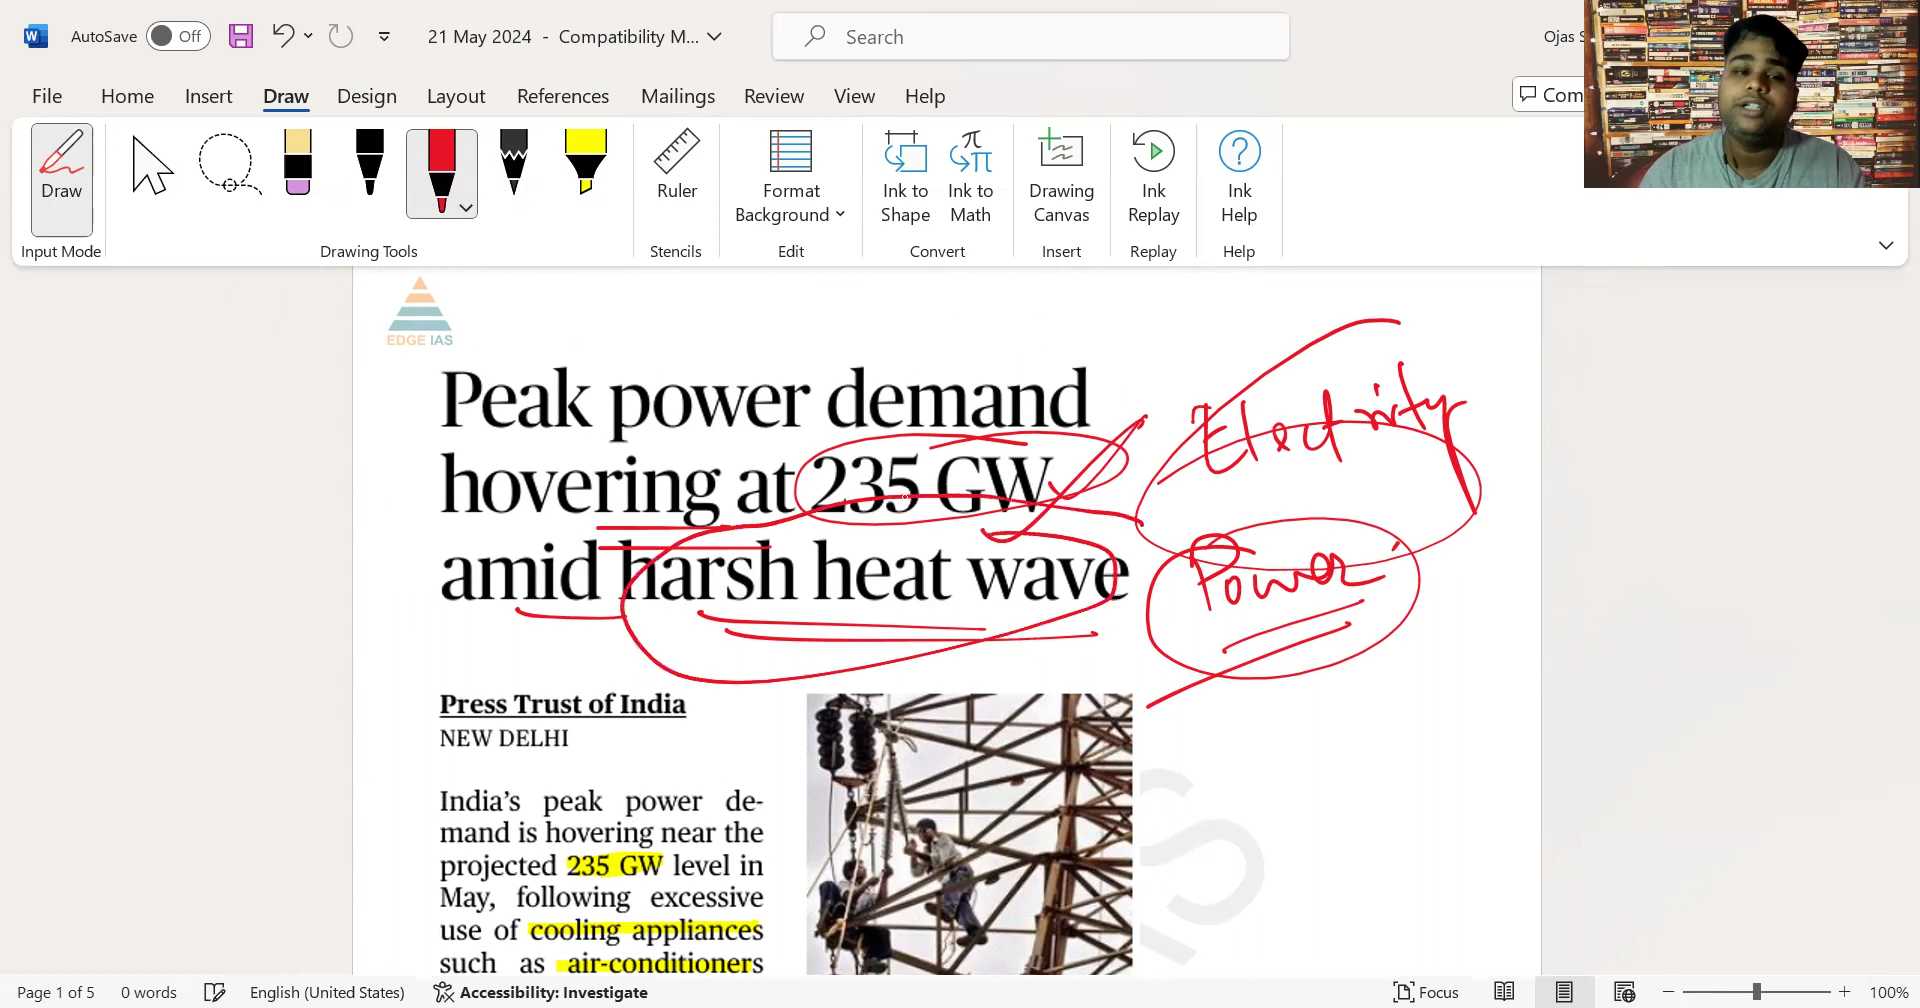 AutoSave Off 21 May 2024 - Compatibility M... Search Ojas S
File Home Insert Draw Design Layout References Mailings Review View Help Com
Draw Ruler Format Background Ink to Shape Ink to Math Drawing Canvas Ink Replay Ink Help
Input Mode Drawing Tools Stencils Edit Convert Insert Replay Help
EDGE IAS
Peak power demand
hovering at 235 GW
amid harsh heat wave
Electricity
Power
Press Trust of India
NEW DELHI
India's peak power de-
mand is hovering near the
projected 235 GW level in
May, following excessive
use of cooling appliances
such as air-conditioners
Page 1 of 5 0 words English (United States) Accessibility: Investigate Focus 100%